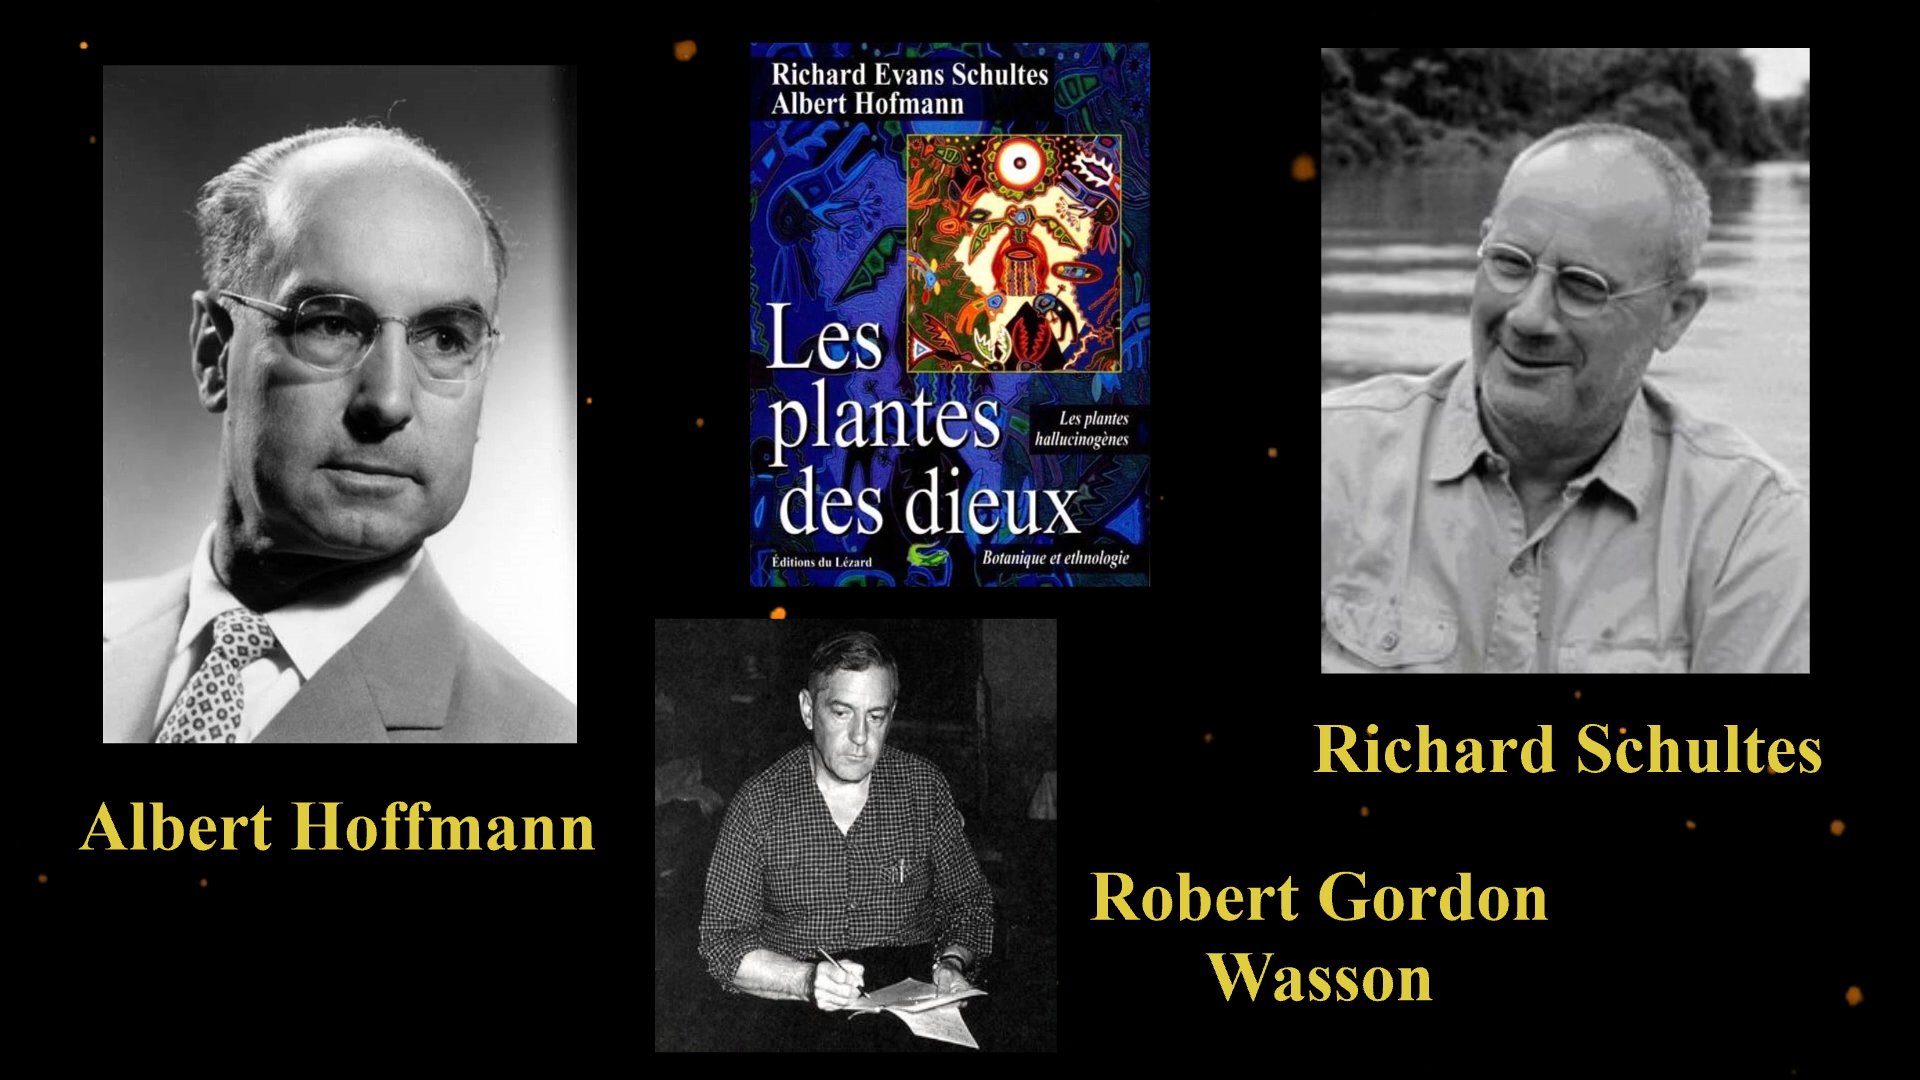 Richard Evans Schultes
Albert Hofmann
Les
plantes
des dieux
Les plantes
hallucinogènes
Éditions du Lézard
Botanique et ethnologie
Albert Hoffmann
Richard Schultes
Robert Gordon
Wasson